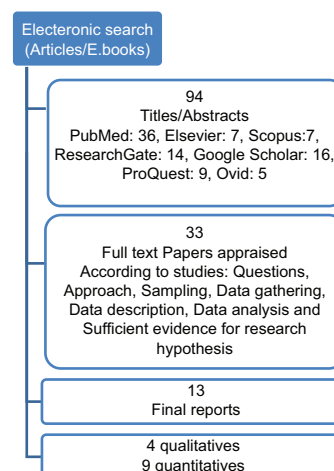 Electeronic search
(Articles/E.books)
94
Titles/Abstracts
PubMed: 36, Elsevier: 7, Scopus:7,
ResearchGate: 14, Google Scholar: 16,
ProQuest: 9, Ovid: 5
33
Full text Papers appraised
According to studies: Questions,
Approach, Sampling, Data gathering,
Data description, Data analysis and
Sufficient evidence for research
hypothesis
13
Final reports
4 qualitatives
9 quantitatives